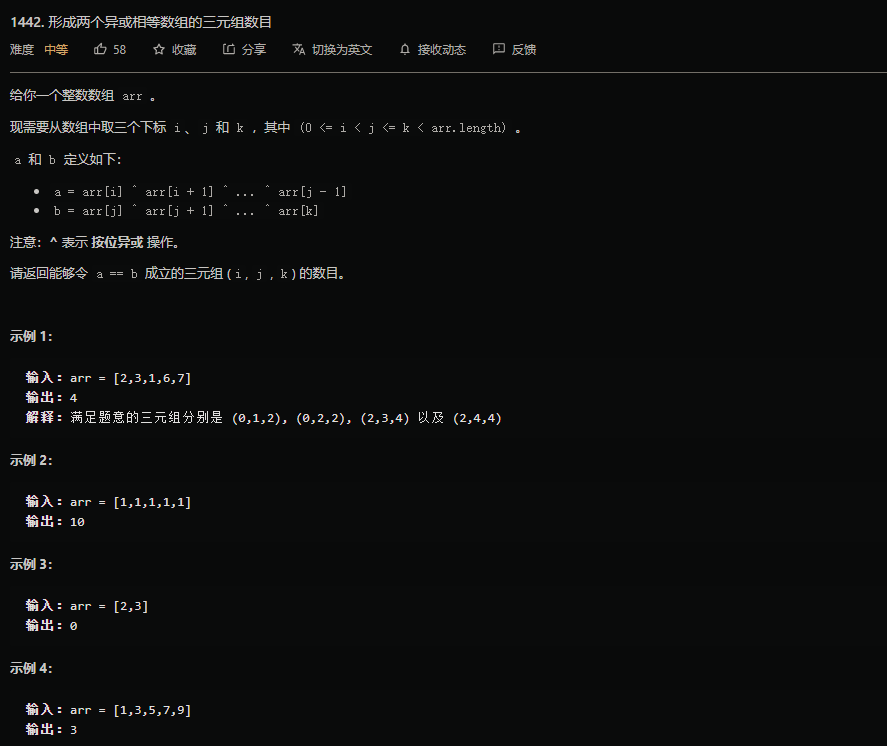 1442. 形成两个异或相等数组的三元组数目
难度 中等 58 收藏 分享 切换为英文 接收动态 反馈
给你一个整数数组 arr 。
现需要从数组中取三个下标 i 、 j 和 k ，其中 (0 <= i < j <= k < arr.length) 。
a 和 b 定义如下：
• a = arr[i] ^ arr[i + 1] ^ ... ^ arr[j - 1]
• b = arr[j] ^ arr[j + 1] ^ ... ^ arr[k]
注意：^ 表示 按位异或 操作。
请返回能够令 a == b 成立的三元组 ( i , j , k ) 的数目。
示例 1：
输入：arr = [2,3,1,6,7]
输出：4
解释：满足题意的三元组分别是 (0,1,2), (0,2,2), (2,3,4) 以及 (2,4,4)
示例 2：
输入：arr = [1,1,1,1,1]
输出：10
示例 3：
输入：arr = [2,3]
输出：0
示例 4：
输入：arr = [1,3,5,7,9]
输出：3